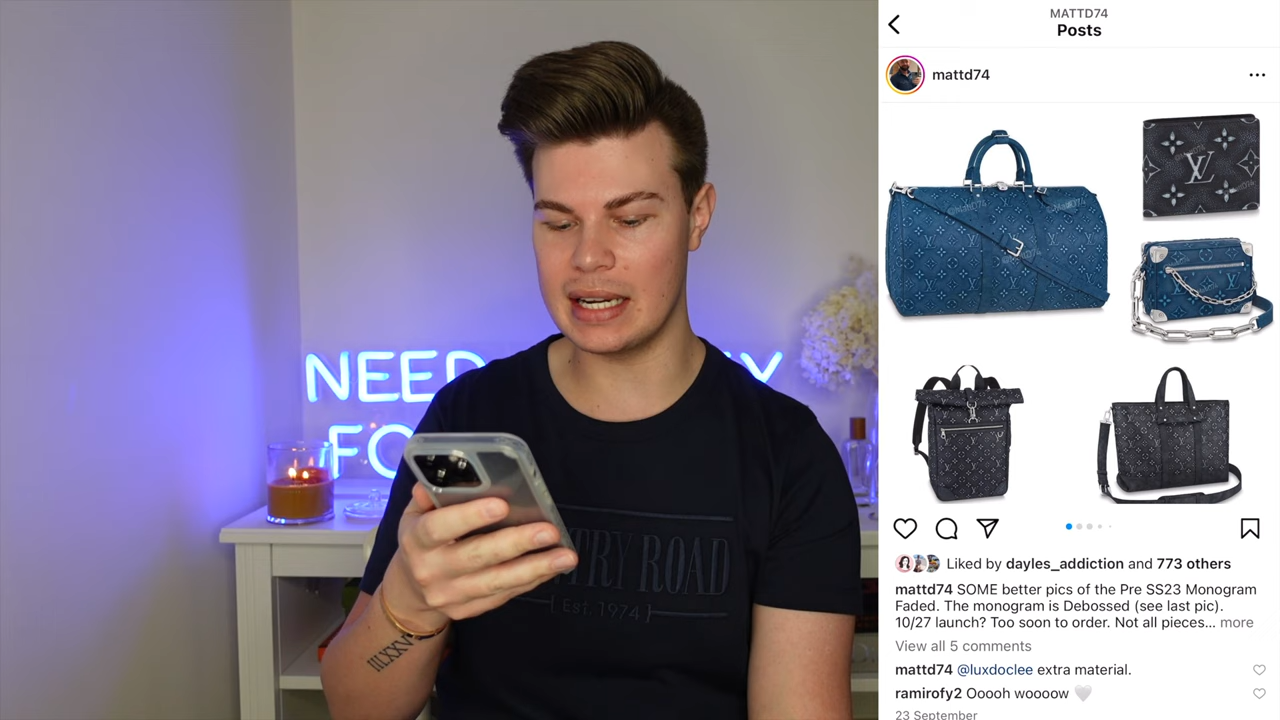 NEED
FO
TRY ROAD
[Est.1974]
IIIXXV
MATTD74
Posts
mattd74
SOME better pics of the Pre SS23 Monogram
Faded. The monogram is Debossed (see last pic).
10/27 launch? Too soon to order. Not all pieces... more
Liked by dayles_addiction and 773 others
View all 5 comments
mattd74 @luxdoclee extra material.
ramirofy2 Ooooh woooow 🤍
23 September